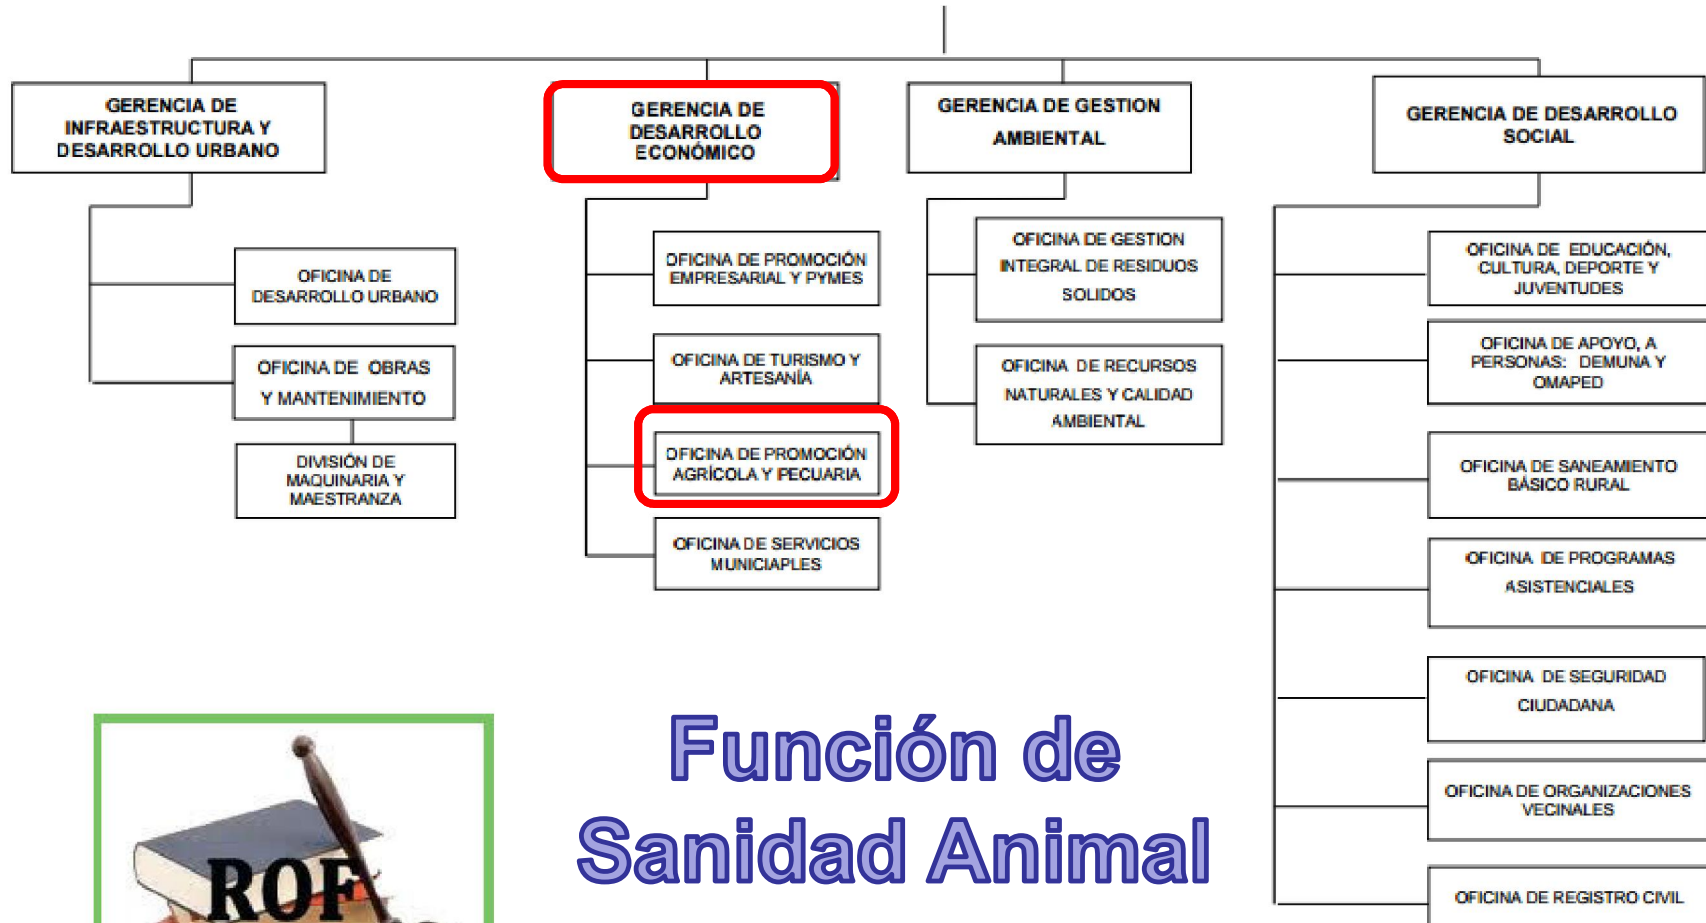 GERENCIA DE
INFRAESTRUCTURA Y
DESARROLLO URBANO
OFICINA DE
DESARROLLO URBANO
OFICINA DE OBRAS
Y MANTENIMIENTO
DIVISIÓN DE
MAQUINARIA Y
MAESTRANZA
GERENCIA DE
DESARROLLO
ECONÓMICO
OFICINA DE PROMOCIÓN
EMPRESARIAL Y PYMES
OFICINA DE TURISMO Y
ARTESANÍA
OFICINA DE PROMOCIÓN
AGRÍCOLA Y PECUARIA
OFICINA DE SERVICIOS
MUNICIAPLES
GERENCIA DE GESTION
AMBIENTAL
OFICINA DE GESTION
INTEGRAL DE RESIDUOS
SOLIDOS
OFICINA DE RECURSOS
NATURALES Y CALIDAD
AMBIENTAL
GERENCIA DE DESARROLLO
SOCIAL
OFICINA DE EDUCACIÓN,
CULTURA, DEPORTE Y
JUVENTUDES
OFICINA DE APOYO, A
PERSONAS: DEMUNA Y
OMAPED
OFICINA DE SANEAMIENTO
BÁSICO RURAL
OFICINA DE PROGRAMAS
ASISTENCIALES
OFICINA DE SEGURIDAD
CIUDADANA
OFICINA DE ORGANIZACIONES
VECINALES
OFICINA DE REGISTRO CIVIL
ROF
Función de
Sanidad Animal